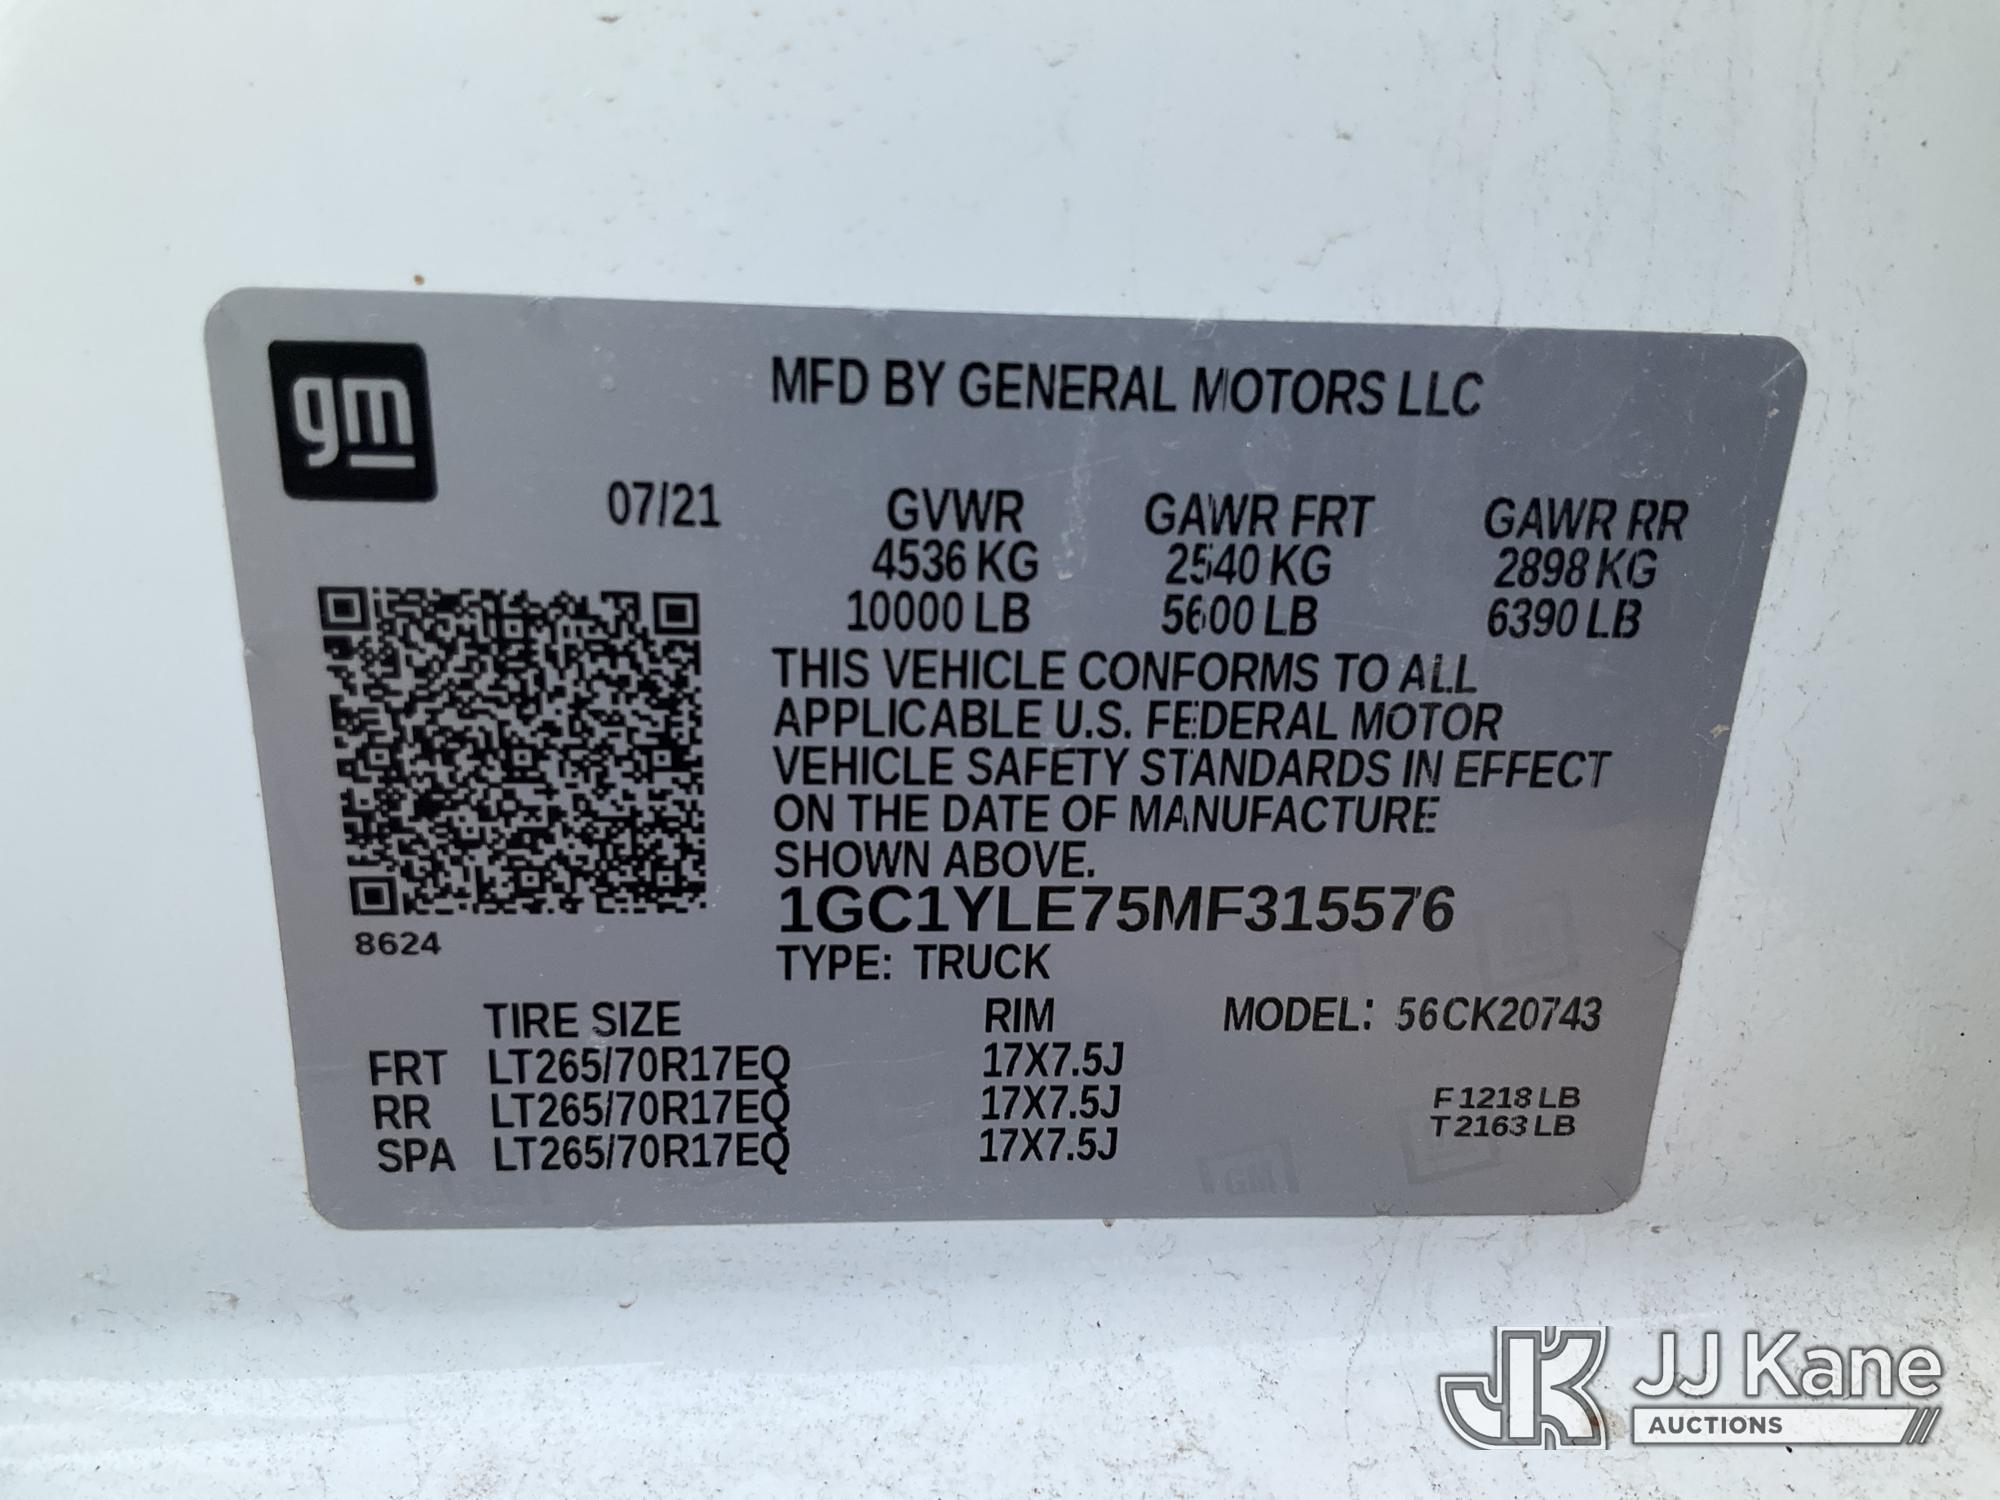 gm
MFD BY GENERAL MOTORS LLC
07/21 GVWR GAWR FRT GAWR RR
4536 KG 2540 KG 2898 KG
10000 LB 5600 LB 6390 LB
THIS VEHICLE CONFORMS TO ALL
APPLICABLE U.S. FEDERAL MOTOR
VEHICLE SAFETY STANDARDS IN EFFECT
ON THE DATE OF MANUFACTURE
SHOWN ABOVE.
1GC1YLE75MF315576
8624
TYPE: TRUCK
TIRE SIZE RIM MODEL: 56CK20743
FRT LT265/70R17EQ 17X7.5J
RR LT265/70R17EQ 17X7.5J F 1218 LB
SPA LT265/70R17EQ 17X7.5J T 2163 LB
GM
JK JJ Kane
AUCTIONS